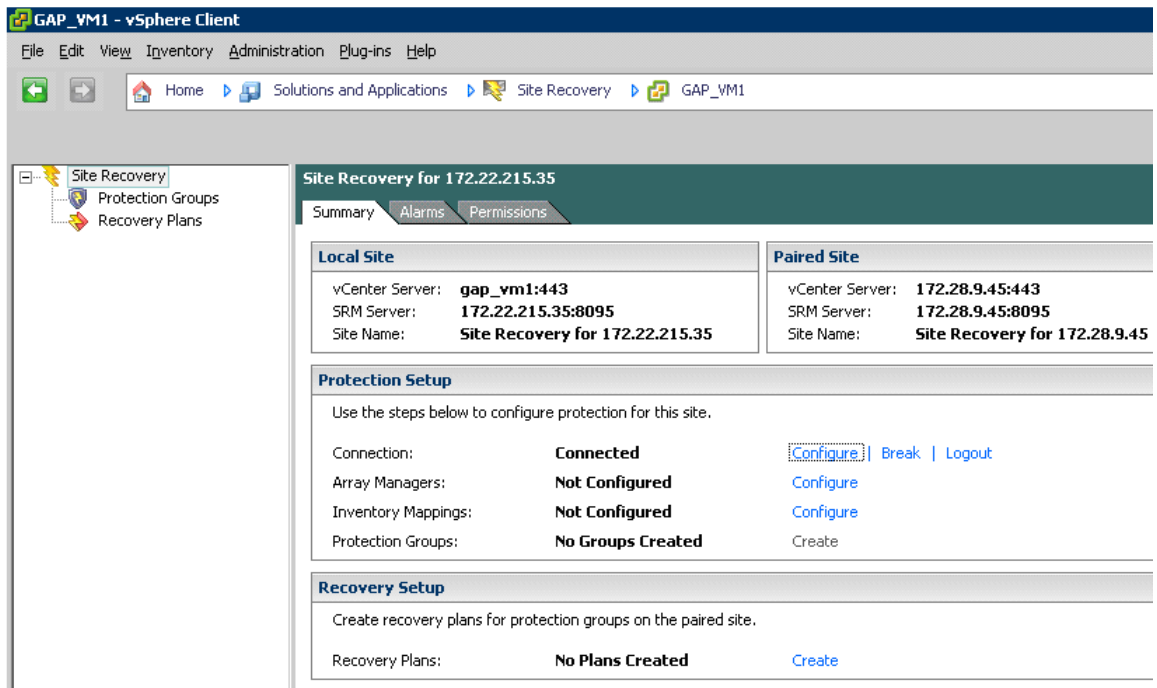 GAP_VM1 - vSphere Client
File Edit View Inventory Administration Plug-ins Help
Home Solutions and Applications Site Recovery GAP_VM1
Site Recovery
Protection Groups
Recovery Plans
Site Recovery for 172.22.215.35
Summary Alarms Permissions
Local Site
vCenter Server: gap_vm1:443
SRM Server: 172.22.215.35:8095
Site Name: Site Recovery for 172.22.215.35
Paired Site
vCenter Server: 172.28.9.45:443
SRM Server: 172.28.9.45:8095
Site Name: Site Recovery for 172.28.9.45
Protection Setup
Use the steps below to configure protection for this site.
Connection: Connected Configure | Break | Logout
Array Managers: Not Configured Configure
Inventory Mappings: Not Configured Configure
Protection Groups: No Groups Created Create
Recovery Setup
Create recovery plans for protection groups on the paired site.
Recovery Plans: No Plans Created Create